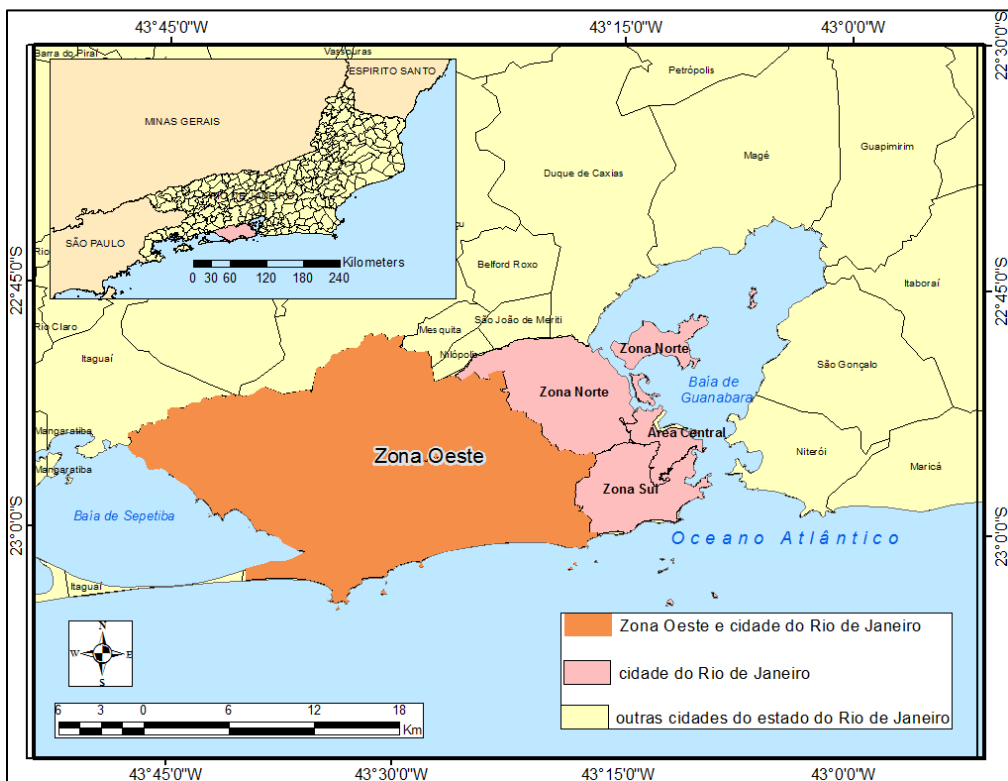 43°45'0"W
43°15'0"W
43°0'0"W
22°30'0"S
22°45'0"S
23°0'0"S
22°45'0"S
23°0'0"S
Barra do Piraí
Vassouras
Petrópolis
ESPIRITO SANTO
MINAS GERAIS
SÃO PAULO
Kilometers
0 30 60 120 180 240
Guapimirim
Magé
Duque de Caxias
Belford Roxo
Itaboraí
Rio Claro
São João de Meriti
Mesquita
Nilópolis
Itaguaí
Zona Norte
São Gonçalo
Zona Norte
Baía de
Guanabara
Mangaratiba
Área Central
Zona Oeste
Niterói
Mangaratiba
Maricá
Zona Sul
Baía de Sepetiba
Oceano Atlântico
Itaguaí
N
W E
S
Zona Oeste e cidade do Rio de Janeiro
cidade do Rio de Janeiro
outras cidades do estado do Rio de Janeiro
6 3 0 6 12 18
Km
43°45'0"W
43°30'0"W
43°15'0"W
43°0'0"W